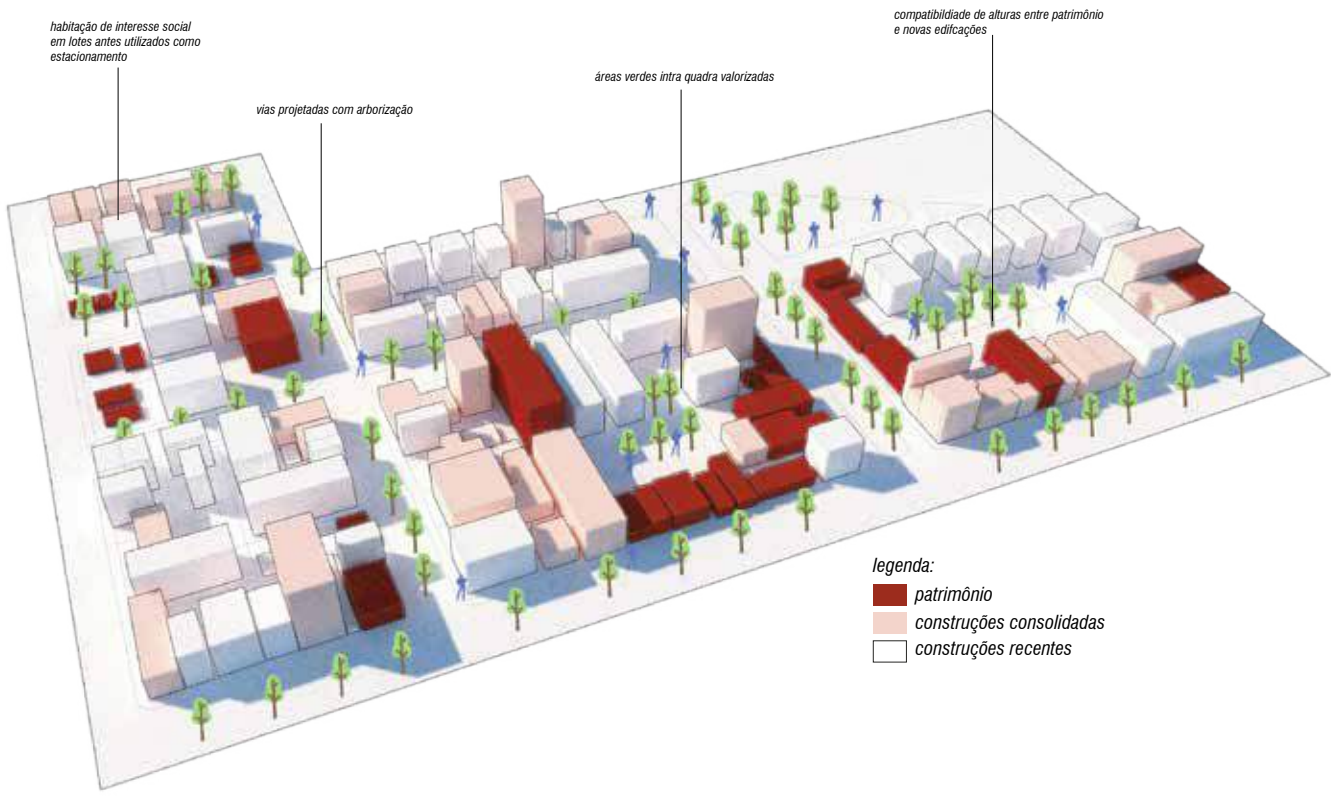 habitação de interesse social
em lotes antes utilizados como
estacionamento
vias projetadas com arborização
áreas verdes intra quadra valorizadas
compatibildiade de alturas entre patrimônio
e novas edifcações
legenda:
patrimônio
construções consolidadas
construções recentes